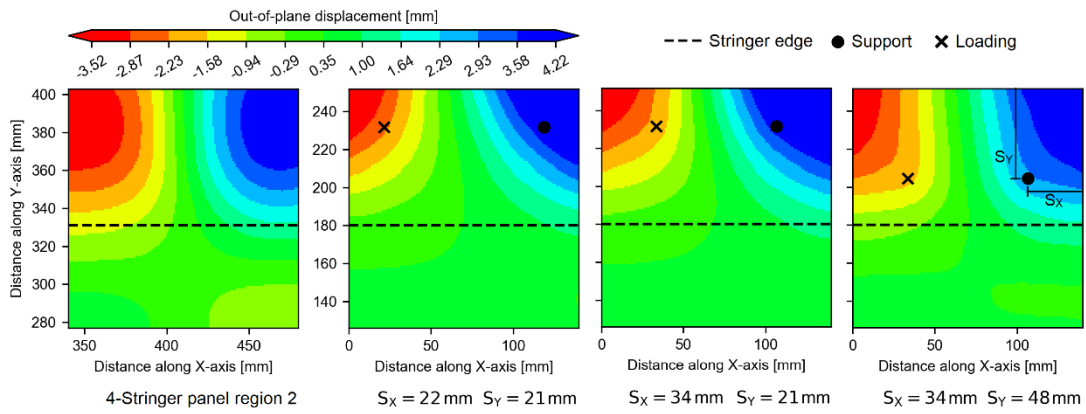 Out-of-plane displacement [mm]
-3.52 -2.87 -2.23 -1.58 -0.94 -0.29 0.35 1.00 1.64 2.29 2.93 3.58 4.22
Stringer edge Support Loading
Distance along Y-axis [mm]
400
380
360
340
320
300
280
350 400 450
Distance along X-axis [mm]
4-Stringer panel region 2
240
220
200
180
160
140
0 50 100
Distance along X-axis [mm]
S_X = 22 mm S_Y = 21 mm
0 50 100
Distance along X-axis [mm]
S_X = 34 mm S_Y = 21 mm
S_Y
S_X
0 50 100
Distance along X-axis [mm]
S_X = 34 mm S_Y = 48 mm